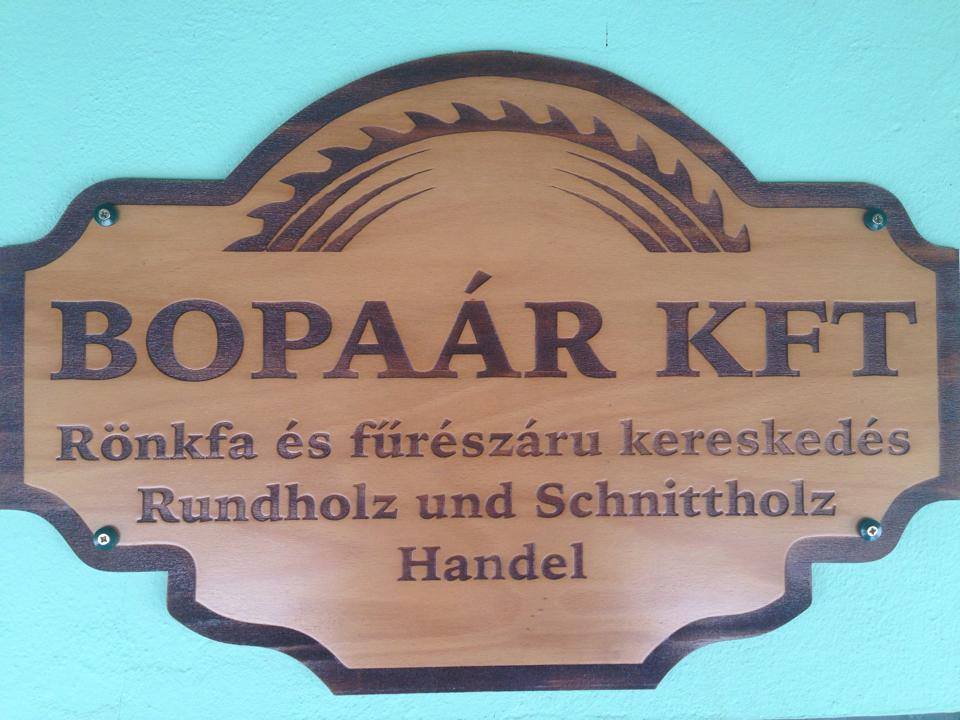 BOPAÁR KFT
Rönkfa és fűrészáru kereskedés
Rundholz und Schnittholz
Handel